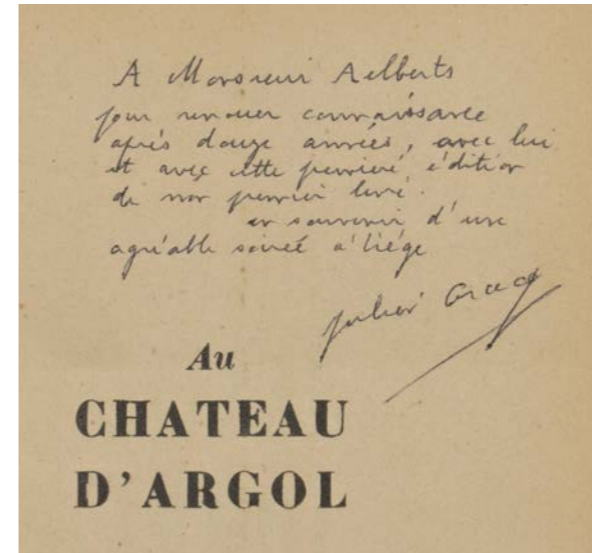 A Monsieur Aelberts
pour renouer connaissance
après douze années, avec lui
et avec cette première édition
de mon premier livre.
en souvenir d'une
agréable soirée à Liége
Julien Gracq
Au
CHATEAU
D'ARGOL